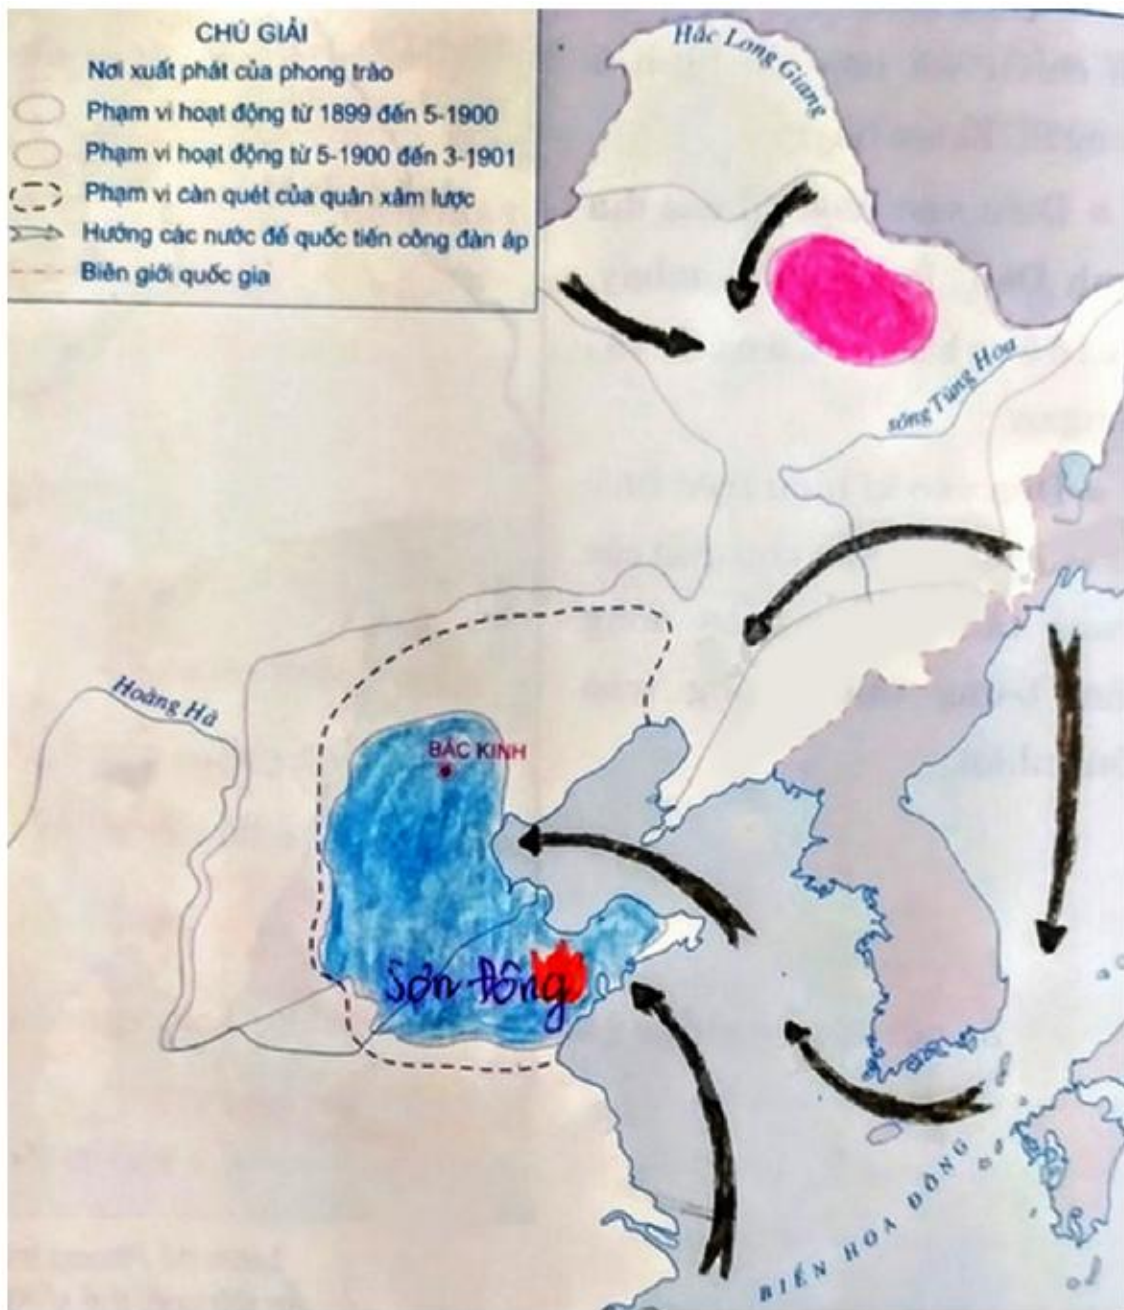 CHÚ GIẢI
Nơi xuất phát của phong trào
Phạm vi hoạt động từ 1899 đến 5-1900
Phạm vi hoạt động từ 5-1900 đến 3-1901
Phạm vi càn quét của quân xâm lược
Hướng các nước đế quốc tiến công đàn áp
Biên giới quốc gia
Hắc Long Giang
sông Tùng Hoa
Hoàng Hà
BẮC KINH
Sơn Đông
BIỂN HOA ĐÔNG